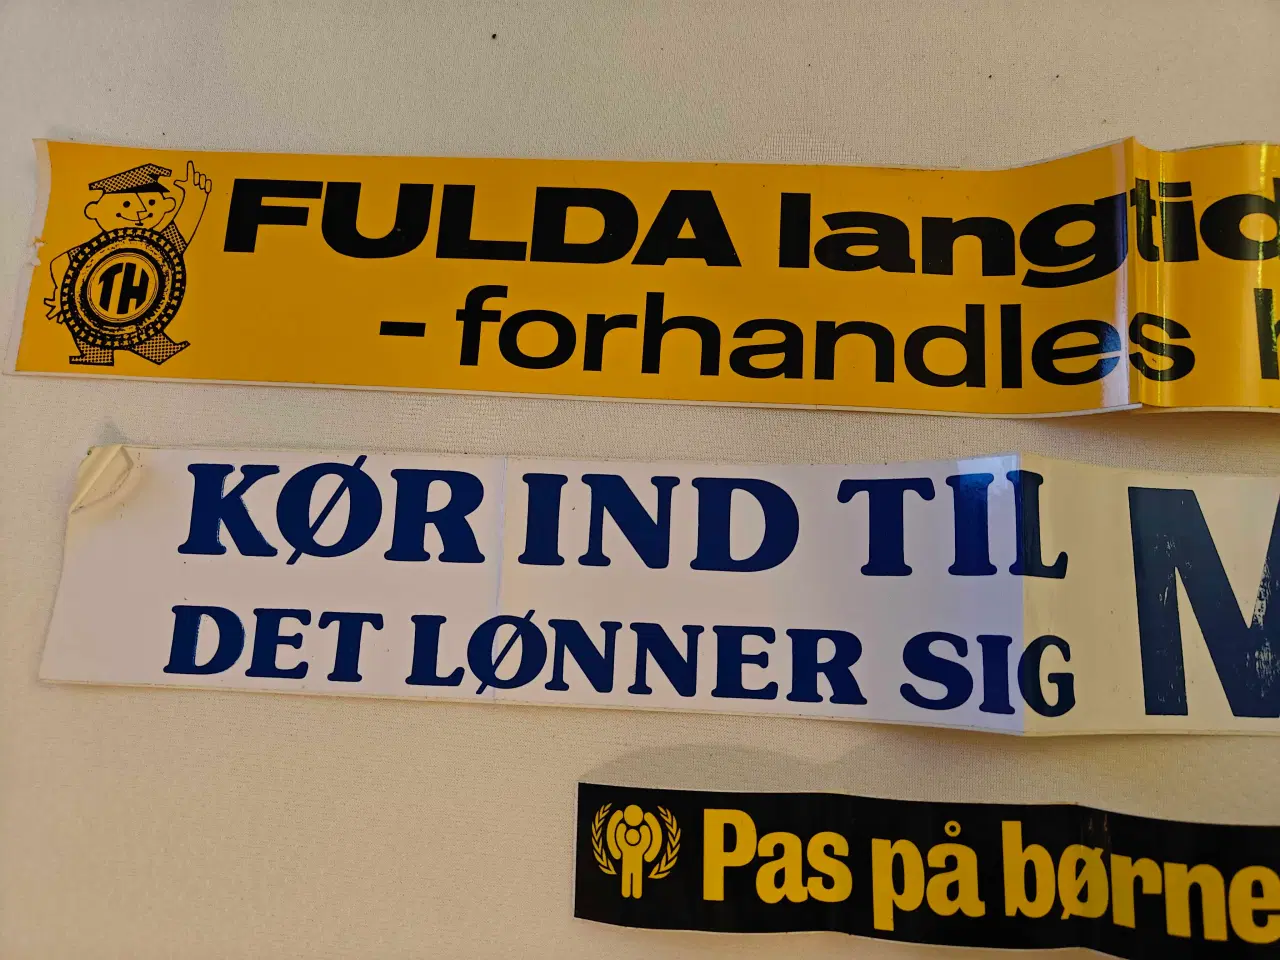 TH
FULDA langtid
- forhandles
KØR IND TIL
DET LØNNER SIG
M
Pas på børne